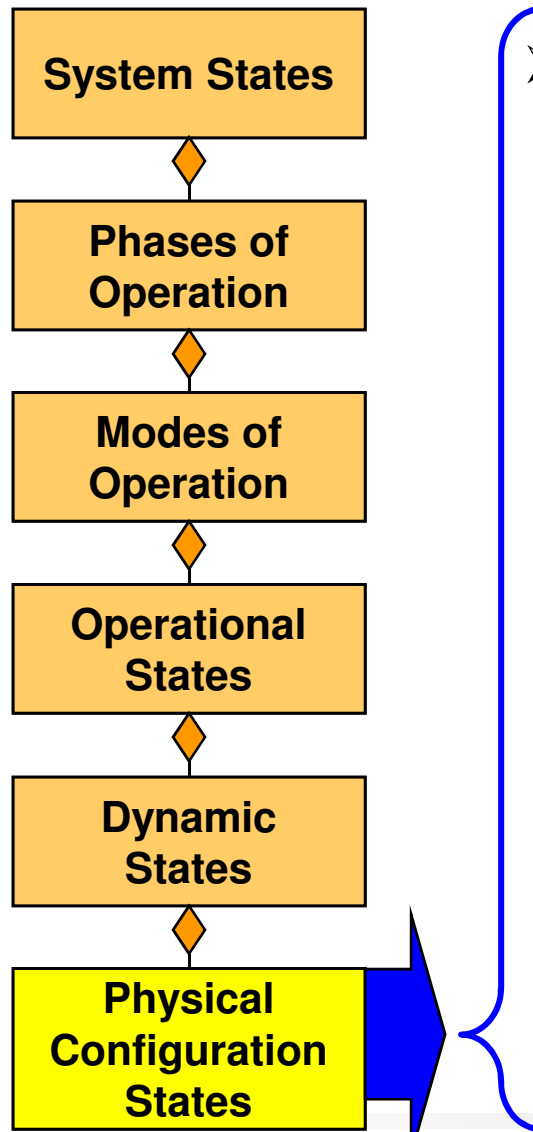 System States
Phases of
Operation
Modes of
Operation
Operational
States
Dynamic
States
Physical
Configuration
States